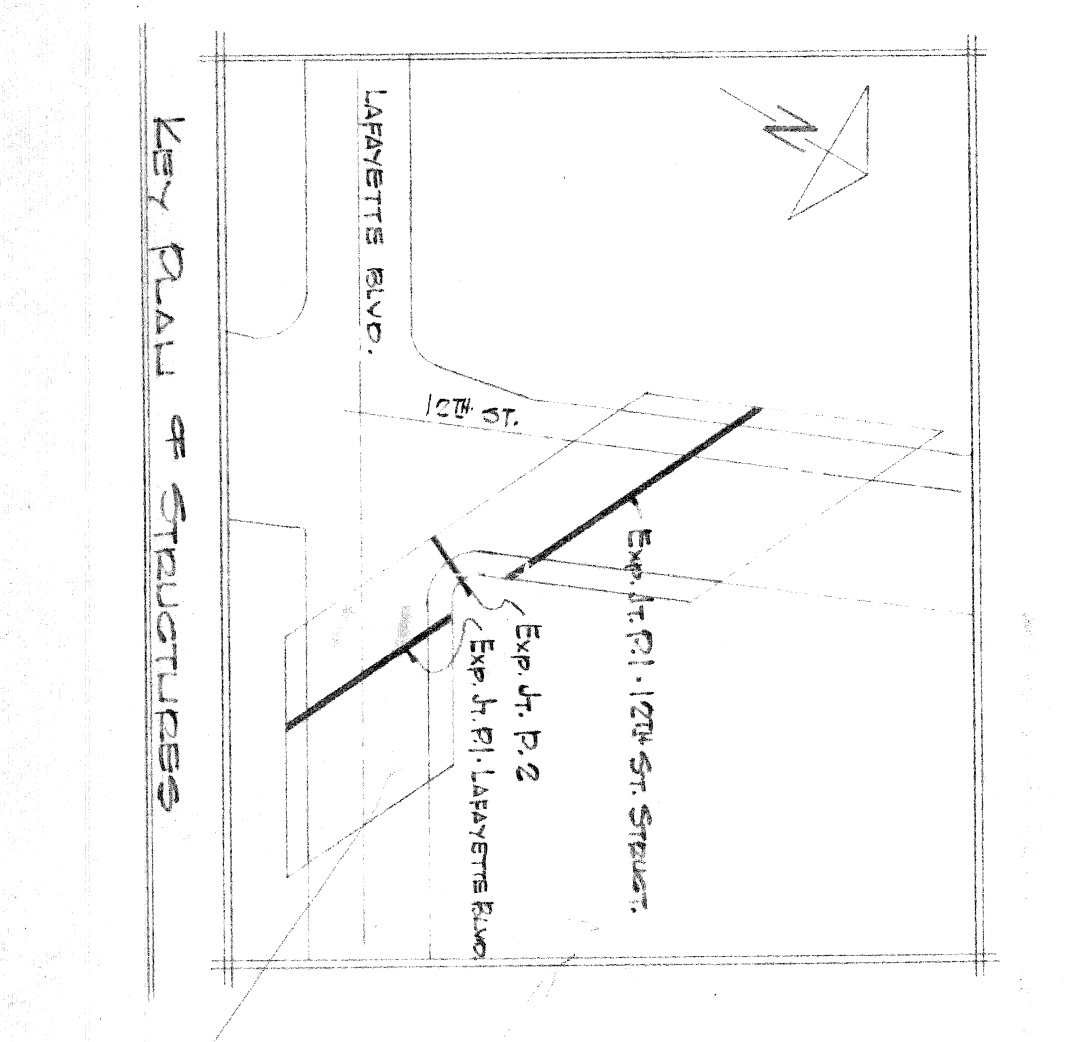 N
LAFAYETTE BLVD.
12TH ST.
EXP. JT. P.1 - 12TH ST. STRUCT.
EXP. JT. P.2
EXP. JT. P.1 - LAFAYETTE BLVD.
KEY PLAN OF STRUCTURES